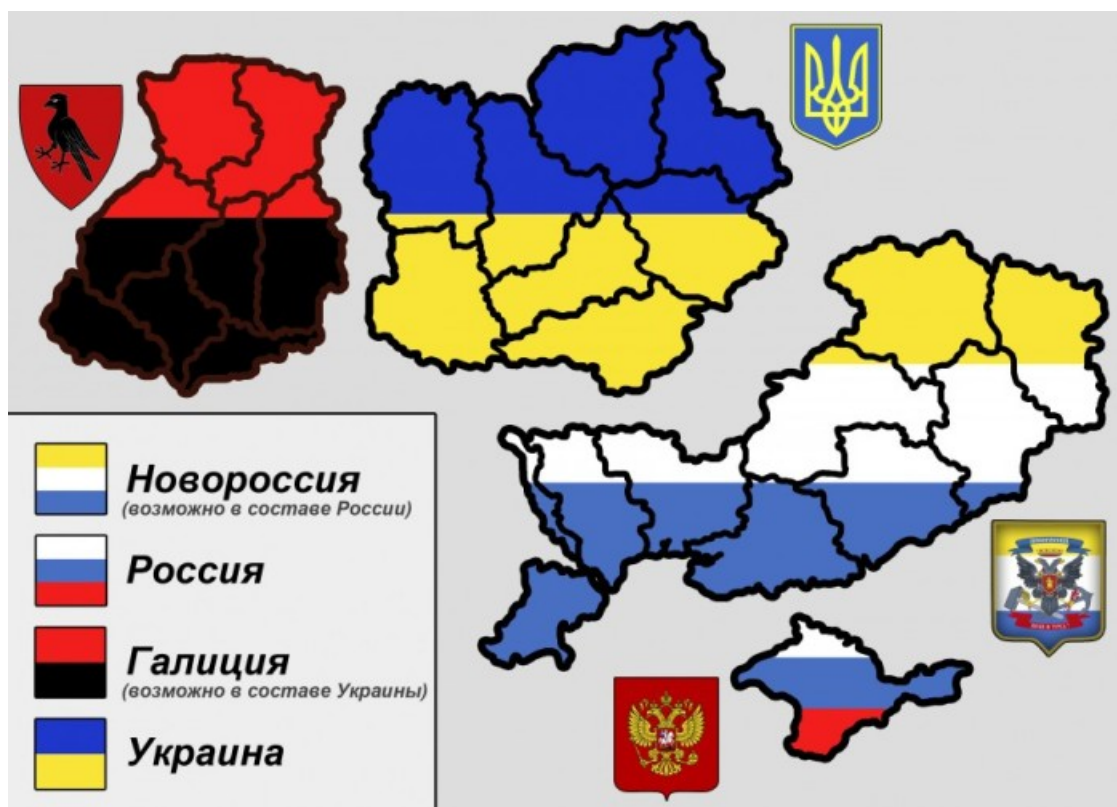 Новороссия
(возможно в составе России)
Россия
Галиция
(возможно в составе Украины)
Украина